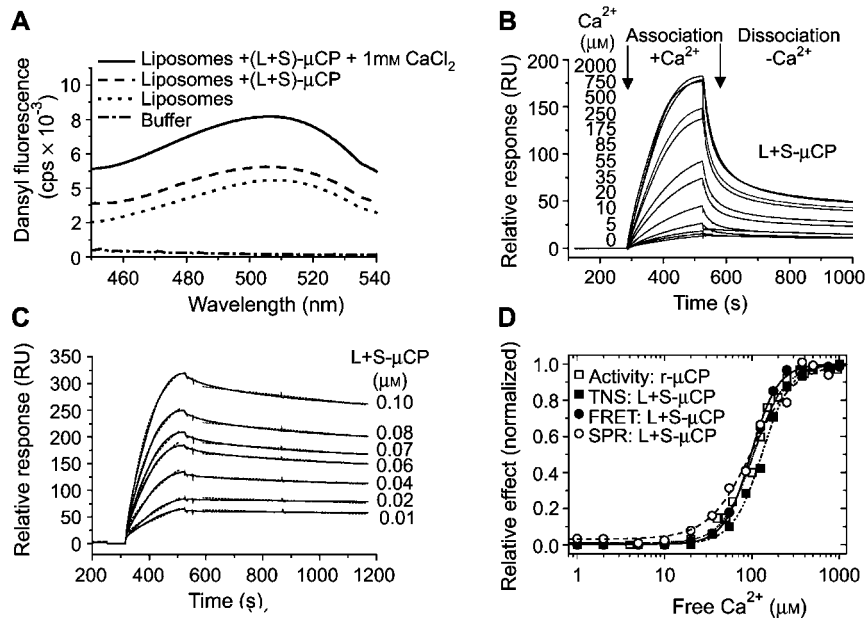 A
Liposomes +(L+S)-μCP + 1mM CaCl2
Liposomes +(L+S)-μCP
Liposomes
Buffer
Dansyl fluorescence
(cps × 10⁻³)
10
8
6
5
2
0
460 480 500 520 540
Wavelength (nm)
B
Ca²⁺
(μM)
Association
+Ca²⁺
Dissociation
-Ca²⁺
2000
750
500
250
175
85
55
35
20
10
5
0
L+S-μCP
Relative response (RU)
200
150
100
50
0
200 400 600 800 1000
Time (s)
C
L+S-μCP
(μM)
0.10
0.08
0.07
0.06
0.04
0.02
0.01
Relative response (RU)
350
300
250
200
150
100
50
0
200 400 600 800 1000 1200
Time (s)
D
Activity: r-μCP
TNS: L+S-μCP
FRET: L+S-μCP
SPR: L+S-μCP
Relative effect (normalized)
1.0
0.8
0.6
0.4
0.2
0.0
1 10 100 1000
Free Ca²⁺ (μM)